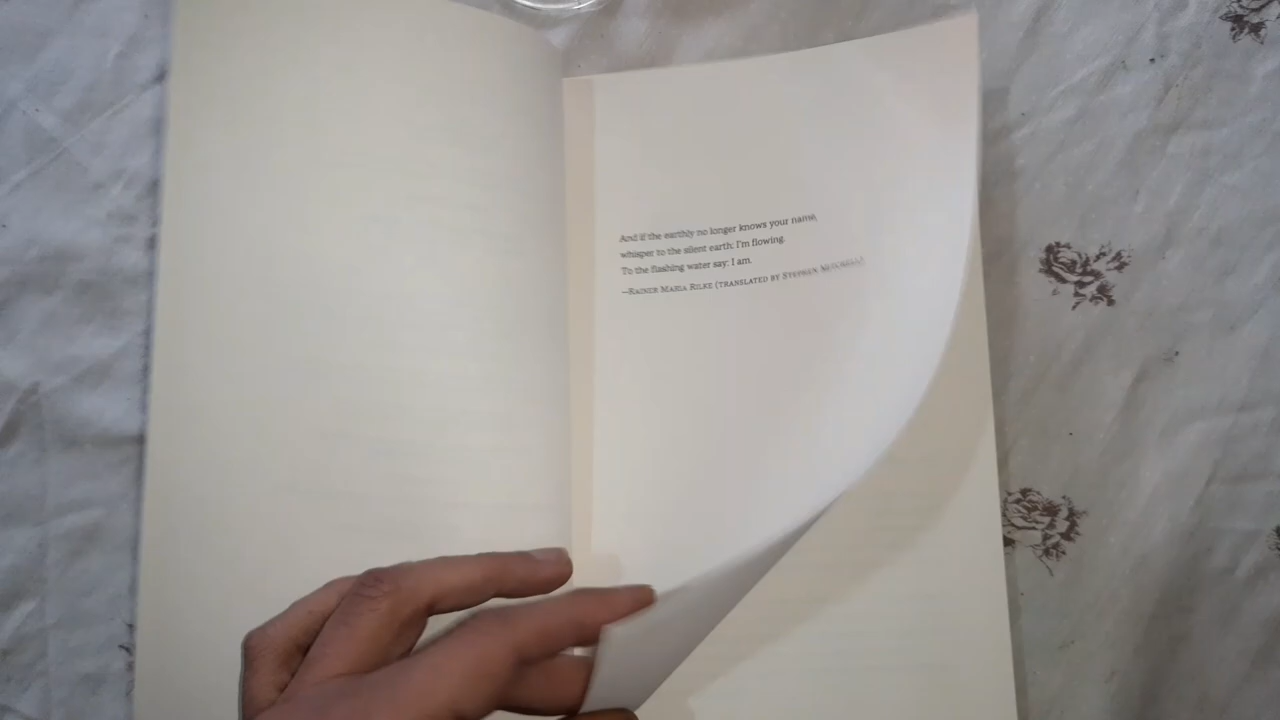 And if the earthly no longer knows your name,
whisper to the silent earth: I'm flowing.
To the flashing water say: I am.
—Rainer Maria Rilke (translated by Stephen Mitchell)